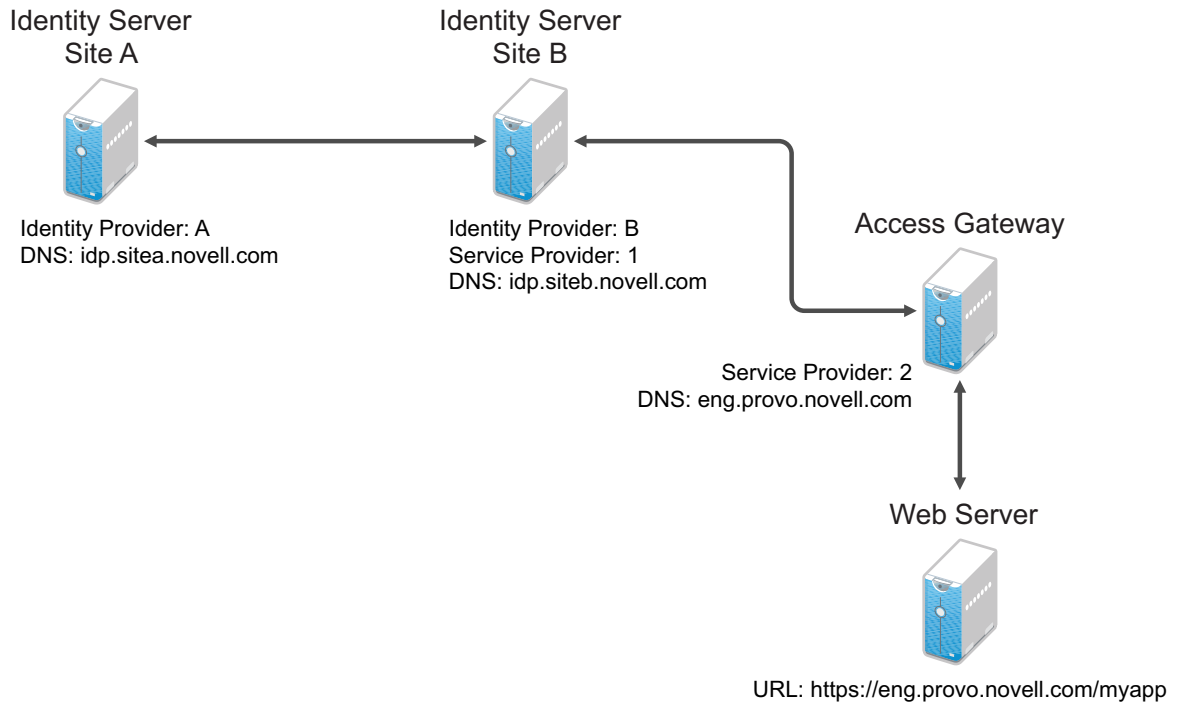 Identity Server
Site A
Identity Server
Site B
Identity Provider: A
DNS: idp.sitea.novell.com
Identity Provider: B
Service Provider: 1
DNS: idp.siteb.novell.com
Access Gateway
Service Provider: 2
DNS: eng.provo.novell.com
Web Server
URL: https://eng.provo.novell.com/myapp